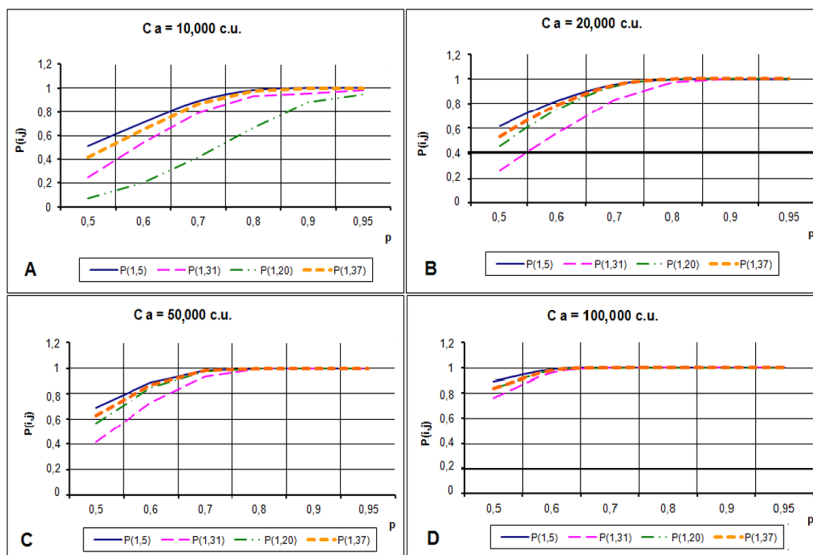 C a = 10,000 c.u.
1,2
1
0,8
0,6
0,4
0,2
0
P(i,j)
0,5 0,6 0,7 0,8 0,9 0,95
p
A
P(1,5) P(1,31) P(1,20) P(1,37)
C a = 20,000 c.u.
1,2
1
0,8
0,6
0,4
0,2
0
P(i,j)
0,5 0,6 0,7 0,8 0,9 0,95
p
B
P(1,5) P(1,31) P(1,20) P(1,37)
C a = 50,000 c.u.
1,2
1
0,8
0,6
0,4
0,2
0
P(i,j)
0,5 0,6 0,7 0,8 0,9 0,95
p
C
P(1,5) P(1,31) P(1,20) P(1,37)
C a = 100,000 c.u.
1,2
1
0,8
0,6
0,4
0,2
0
P(i,j)
0,5 0,6 0,7 0,8 0,9 0,95
p
D
P(1,5) P(1,31) P(1,20) P(1,37)